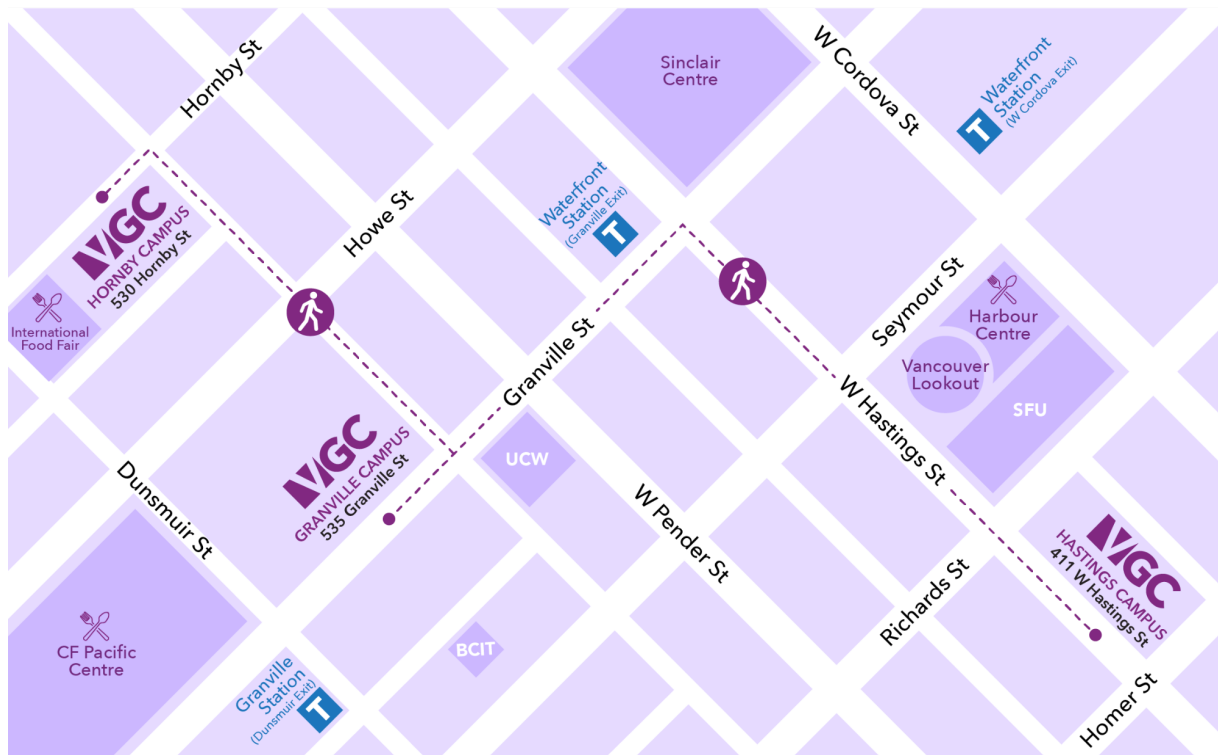 Hornby St
W Cordova St
Sinclair
Centre
Waterfront
Station
(W Cordova Exit)
T
Waterfront
Station
(Granville Exit)
T
VGC
HORNBY CAMPUS
530 Hornby St
Howe St
International
Food Fair
Granville St
Seymour St
Harbour
Centre
Vancouver
Lookout
SFU
W Hastings St
VGC
GRANVILLE CAMPUS
535 Granville St
UCW
Dunsmuir St
W Pender St
VGC
HASTINGS CAMPUS
411 W Hastings St
Richards St
CF Pacific
Centre
BCIT
Granville
Station
(Dunsmuir Exit)
T
Homer St